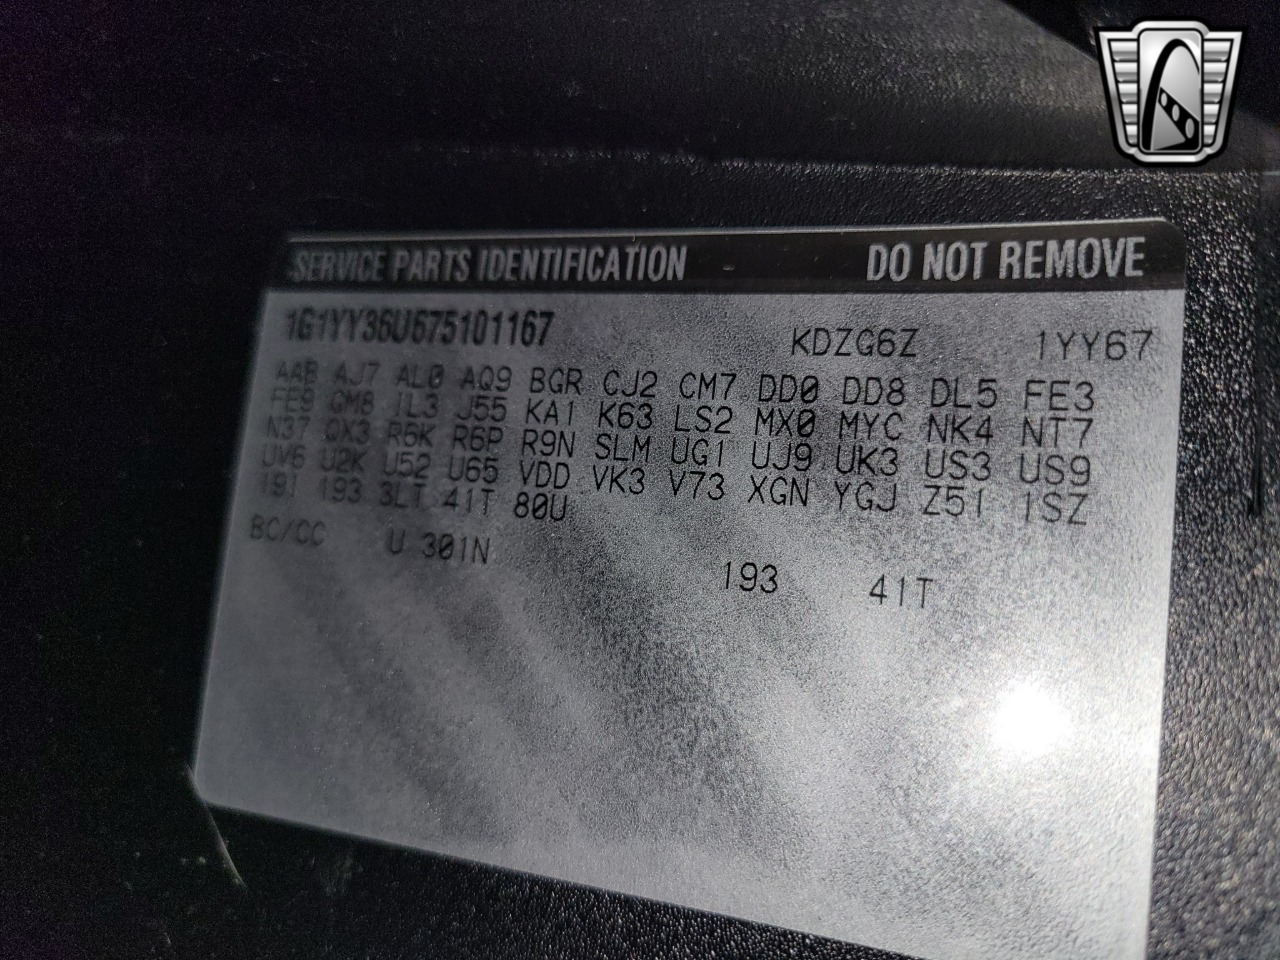 SERVICE PARTS IDENTIFICATION DO NOT REMOVE
1G1YY36U675101167 KDZG6Z 1YY67
AAB AJ7 AL0 AQ9 BGR CJ2 CM7 DD0 DD8 DL5 FE3
FE9 GM8 IL3 J55 KA1 K63 LS2 MX0 MYC NK4 NT7
N37 QX3 R6K R6P R9N SLM UG1 UJ9 UK3 US3 US9
UV6 U2K U52 U65 VDD VK3 V73 XGN YGJ Z51 1SZ
19I 193 3LT 41T 80U
BC/CC U 301N 193 41T